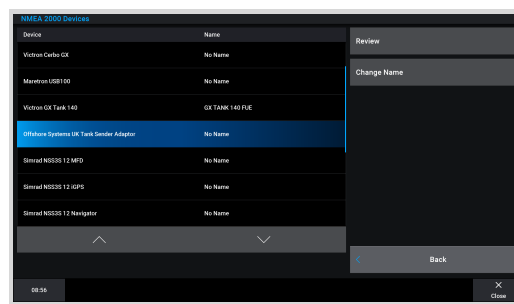 NMEA 2000 Devices
Device Name
Victron Cerbo GX No Name
Maretron USB100 No Name
Victron GX Tank 140 GX TANK 140 FUE
Offshore Systems UK Tank Sender Adaptor No Name
Simrad NSS3S 12 MFD No Name
Simrad NSS3S 12 iGPS No Name
Simrad NSS3S 12 Navigator No Name
Review
Change Name
Back
08:56
Close